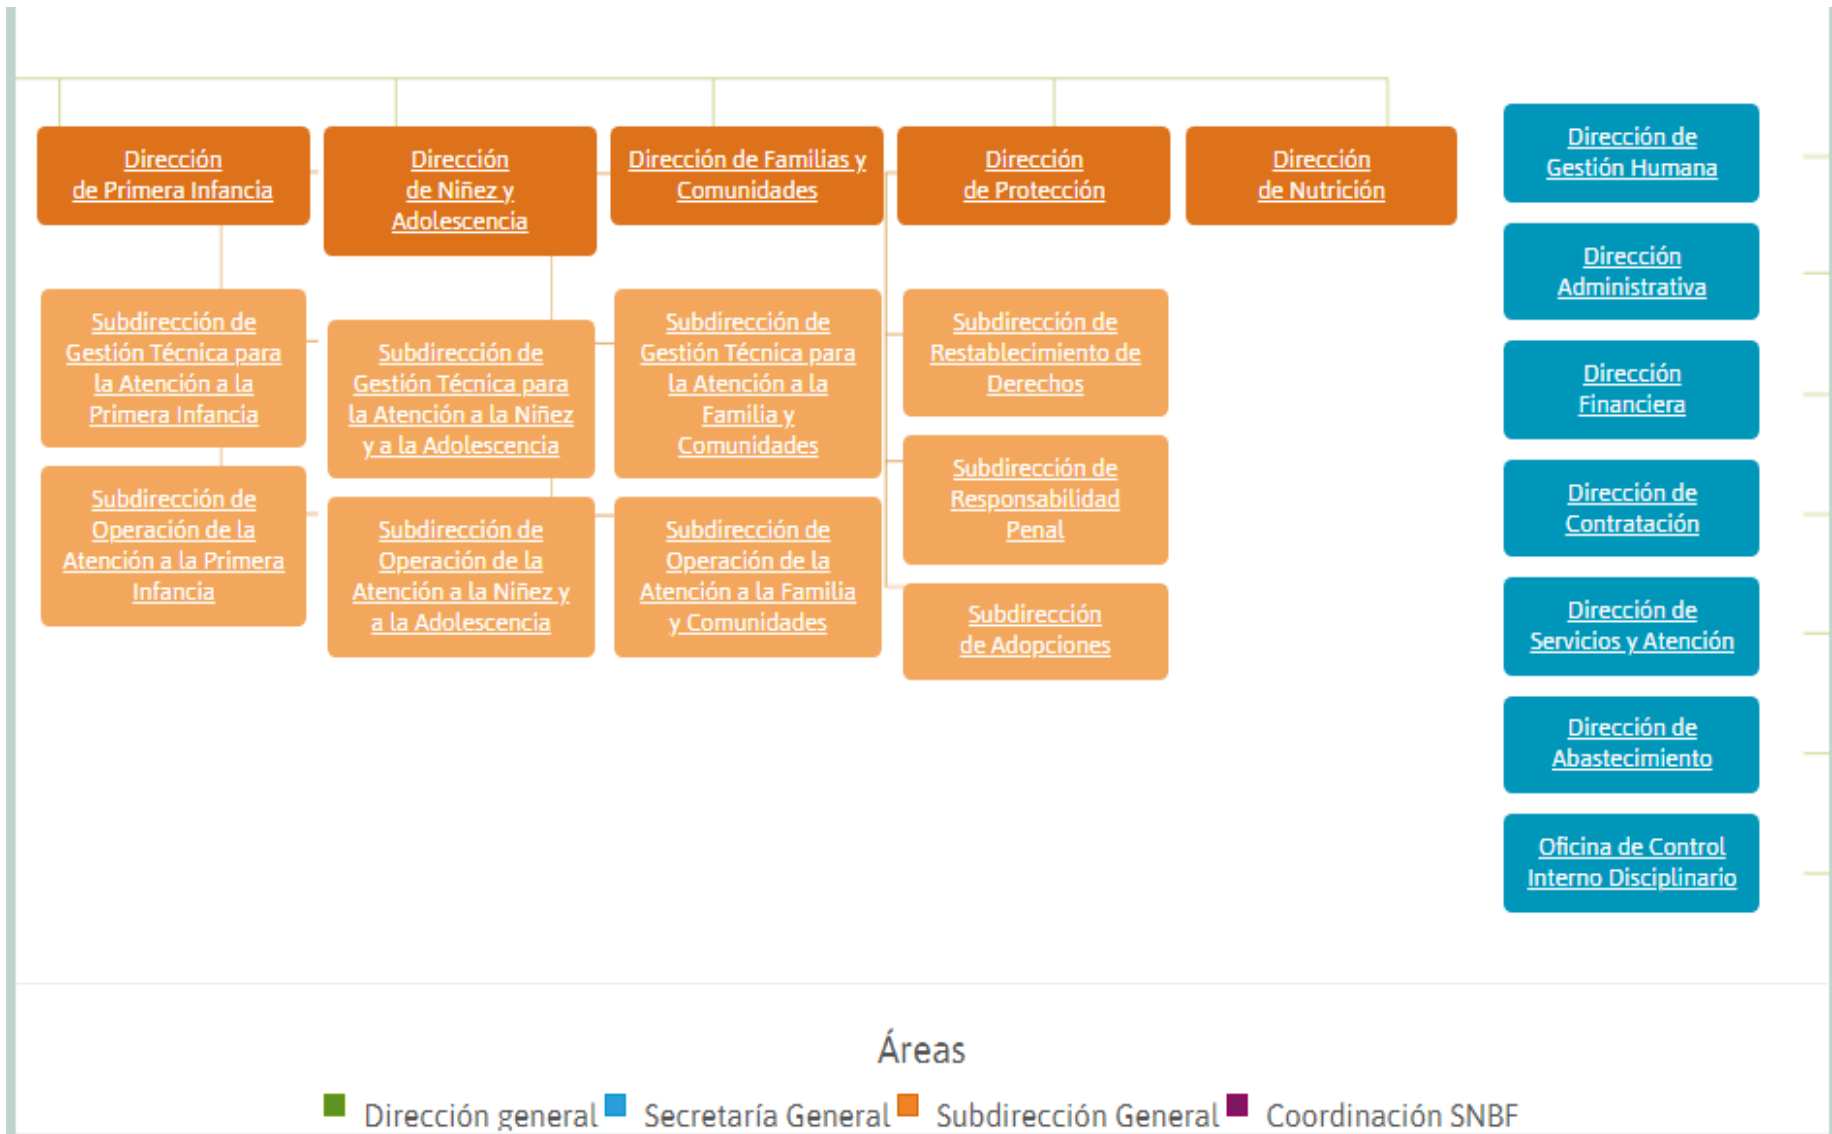 Dirección
de Primera Infancia
Dirección
de Niñez y
Adolescencia
Dirección de Familias y
Comunidades
Dirección
de Protección
Dirección
de Nutrición
Subdirección de
Gestión Técnica para
la Atención a la
Primera Infancia
Subdirección de
Operación de la
Atención a la Primera
Infancia
Subdirección de
Gestión Técnica para
la Atención a la Niñez
y a la Adolescencia
Subdirección de
Operación de la
Atención a la Niñez y
a la Adolescencia
Subdirección de
Gestión Técnica para
la Atención a la
Familia y
Comunidades
Subdirección de
Operación de la
Atención a la Familia
y Comunidades
Subdirección de
Restablecimiento de
Derechos
Subdirección de
Responsabilidad
Penal
Subdirección
de Adopciones
Dirección de
Gestión Humana
Dirección
Administrativa
Dirección
Financiera
Dirección de
Contratación
Dirección de
Servicios y Atención
Dirección de
Abastecimiento
Oficina de Control
Interno Disciplinario
Áreas
Dirección general
Secretaría General
Subdirección General
Coordinación SNBF